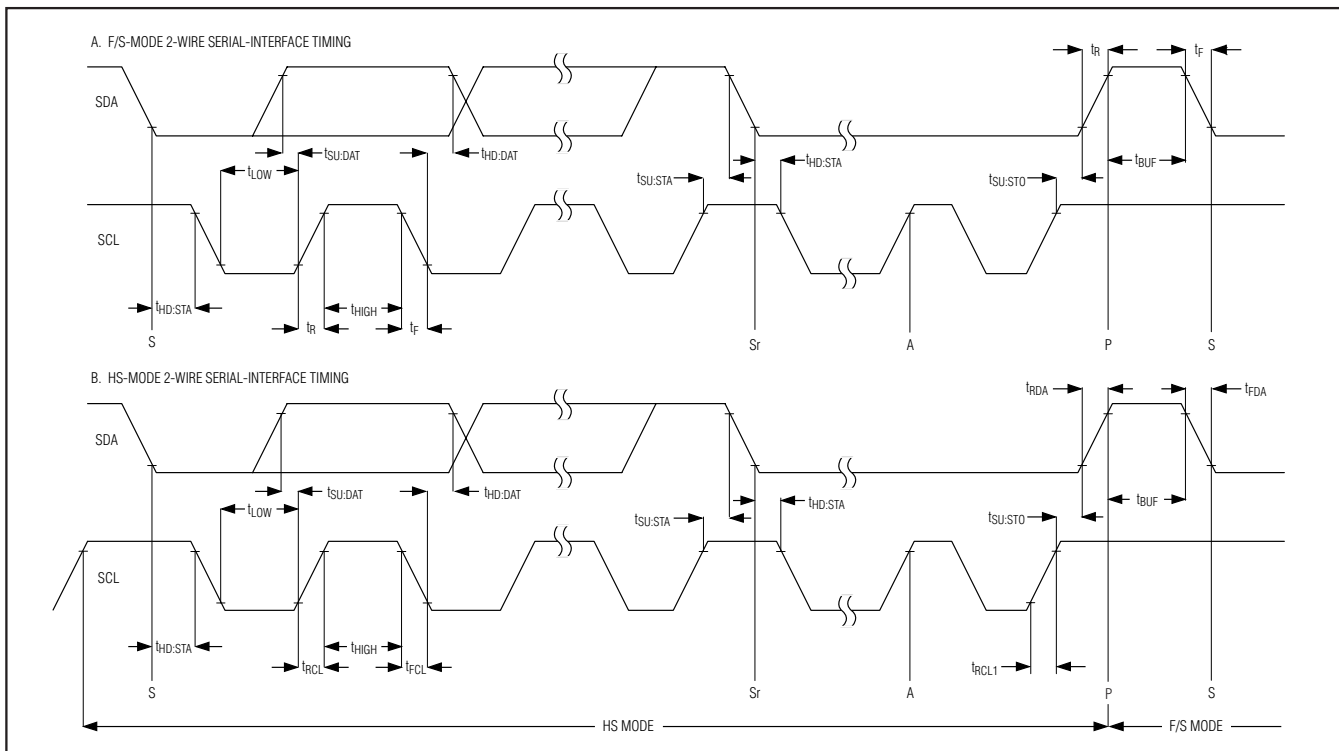 A. F/S-MODE 2-WIRE SERIAL-INTERFACE TIMING
tR
tF
SDA
tSU:DAT
tHD:DAT
tLOW
tHD:STA
tBUF
tSU:STA
tSU:STO
SCL
tHD:STA
tR
tHIGH
tF
S
Sr
A
P
S
B. HS-MODE 2-WIRE SERIAL-INTERFACE TIMING
tRDA
tFDA
SDA
tSU:DAT
tHD:DAT
tLOW
tHD:STA
tBUF
tSU:STA
tSU:STO
SCL
tHD:STA
tRCL
tHIGH
tFCL
tRCL1
S
Sr
A
P
S
HS MODE
F/S MODE